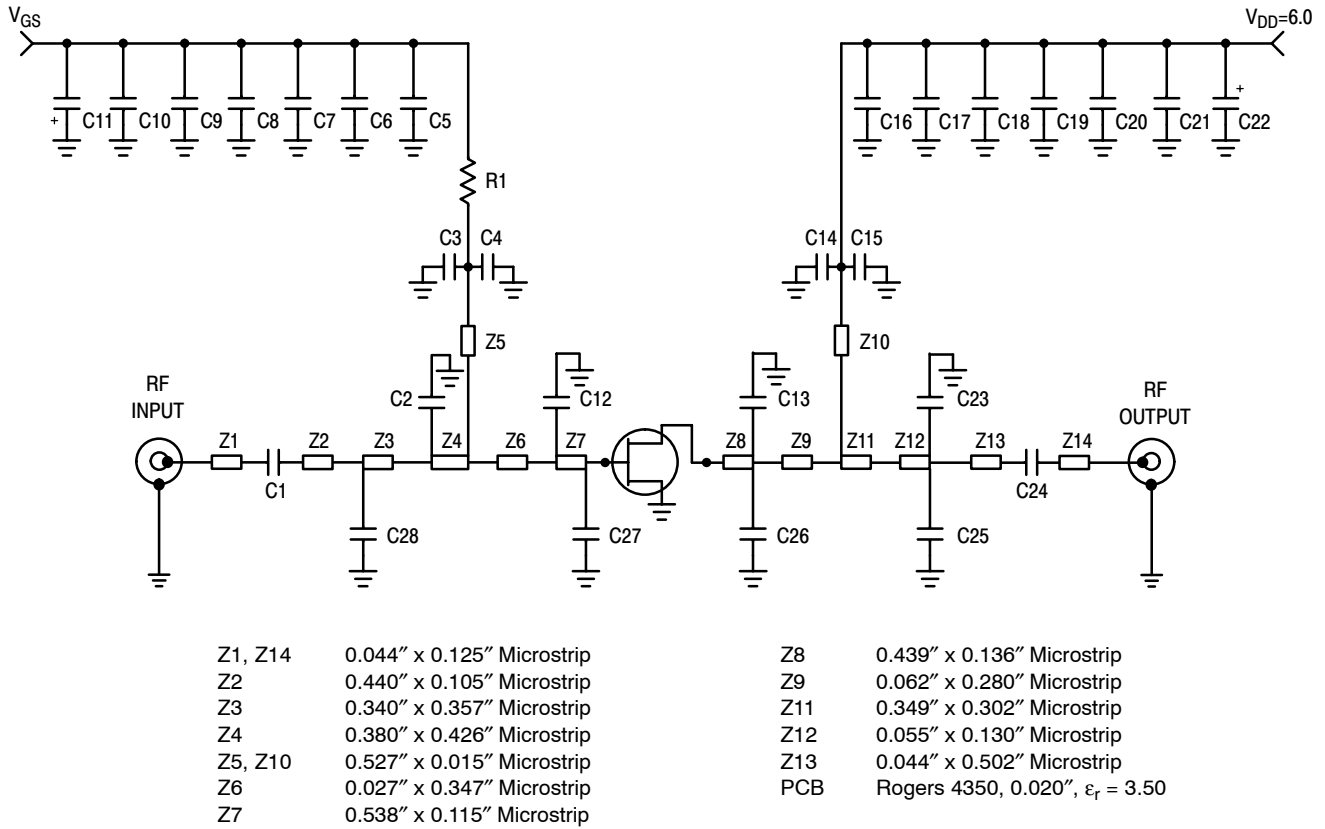 VGS
VDD=6.0
+ C11 C10 C9 C8 C7 C6 C5
C16 C17 C18 C19 C20 C21 + C22
R1
C3 C4
C14 C15
Z5
Z10
C2
C12
C13
C23
RF
INPUT
RF
OUTPUT
Z1 Z2 Z3 Z4 Z6 Z7 Z8 Z9 Z11 Z12 Z13 Z14
C1
C24
C28
C27
C26
C25
Z1, Z14 0.044″ x 0.125″ Microstrip
Z2 0.440″ x 0.105″ Microstrip
Z3 0.340″ x 0.357″ Microstrip
Z4 0.380″ x 0.426″ Microstrip
Z5, Z10 0.527″ x 0.015″ Microstrip
Z6 0.027″ x 0.347″ Microstrip
Z7 0.538″ x 0.115″ Microstrip
Z8 0.439″ x 0.136″ Microstrip
Z9 0.062″ x 0.280″ Microstrip
Z11 0.349″ x 0.302″ Microstrip
Z12 0.055″ x 0.130″ Microstrip
Z13 0.044″ x 0.502″ Microstrip
PCB Rogers 4350, 0.020″, εr = 3.50